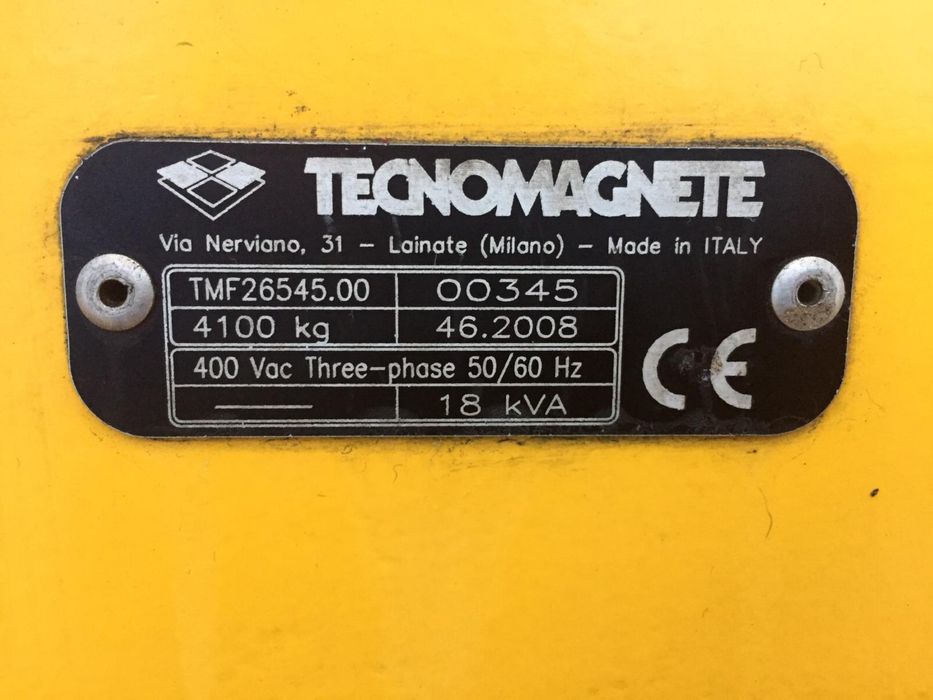 TECNOMAGNETE
Via Nerviano, 31 – Lainate (Milano) – Made in ITALY
TMF26545.00 00345
4100 kg 46.2008
400 Vac Three-phase 50/60 Hz
18 kVA
CE